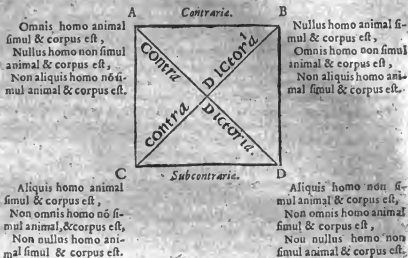 A
Contrariæ.
B
Omnis homo animal
ſimul & corpus eſt,
Nullus homo non ſimul
animal & corpus eſt,
Non aliquis homo nõ ſi-
mul animal & corpus eſt.
Nullus homo animal ſi-
mul & corpus eſt,
Omnis homo non ſimul
animal & corpus eſt,
Non aliquis homo ani-
mal ſimul & corpus eſt.
Contra DICtora1
contra Dictoria.
C
Subcontrariæ.
D
Aliquis homo animal
ſimul & corpus eſt,
Non omnis homo nõ ſi-
mul animal,&corpus eſt,
Non nullus homo ani-
mal ſimul & corpus eſt.
Aliquis homo non ſi-
mul animal & corpus eſt,
Non omnis homo animal
ſimul & corpus eſt,
Nou nullus homo non
ſimul animal & corpus eſt.